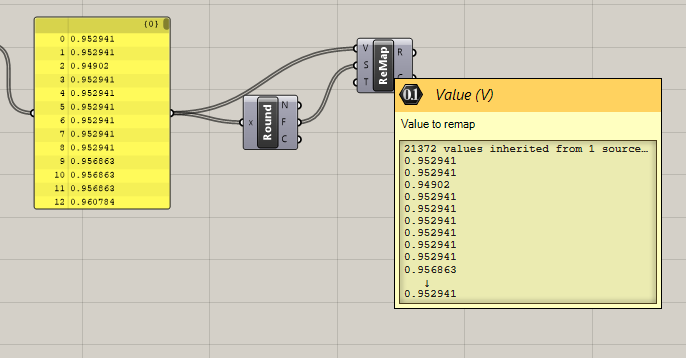 {0}
0 0.952941
1 0.952941
2 0.94902
3 0.952941
4 0.952941
5 0.952941
6 0.952941
7 0.952941
8 0.952941
9 0.956863
10 0.956863
11 0.956863
12 0.960784
x
Round
N
F
C
V
S
T
ReMap
R
0.1
Value (V)
Value to remap
21372 values inherited from 1 source…
0.952941
0.952941
0.94902
0.952941
0.952941
0.952941
0.952941
0.952941
0.952941
0.956863
↓
0.952941